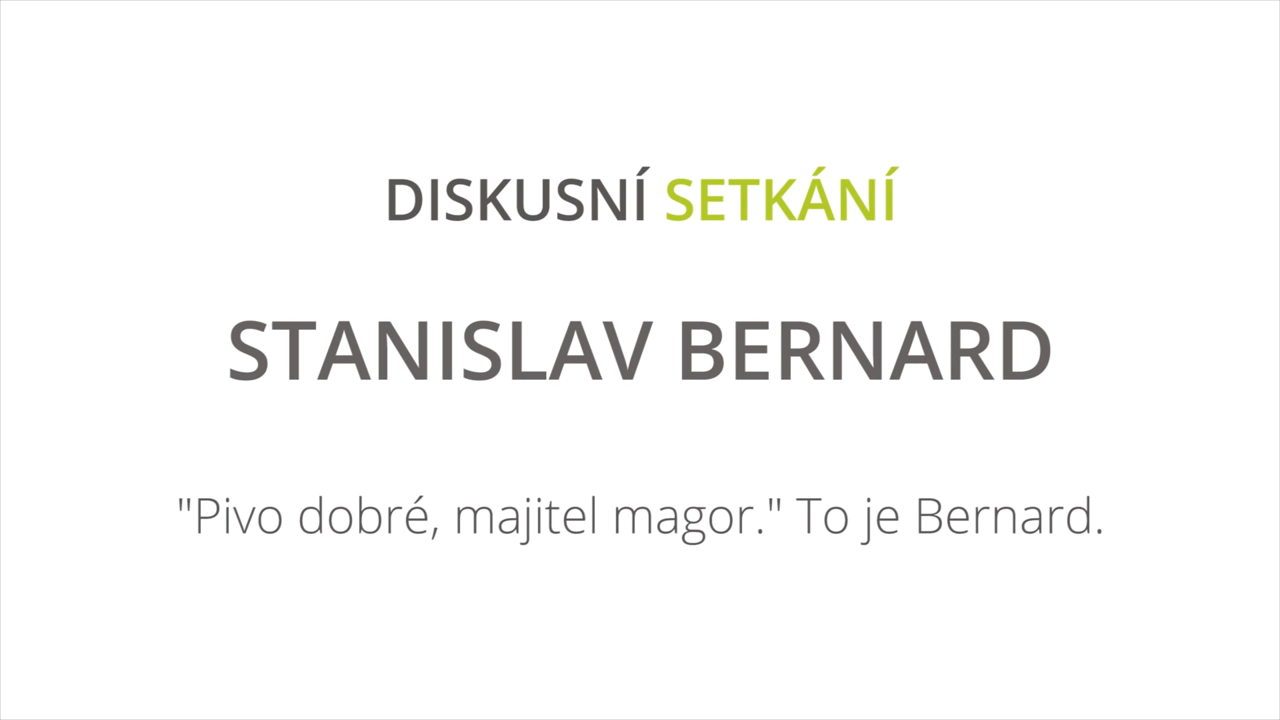 DISKUSNÍ SETKÁNÍ
STANISLAV BERNARD
"Pivo dobré, majitel magor." To je Bernard.